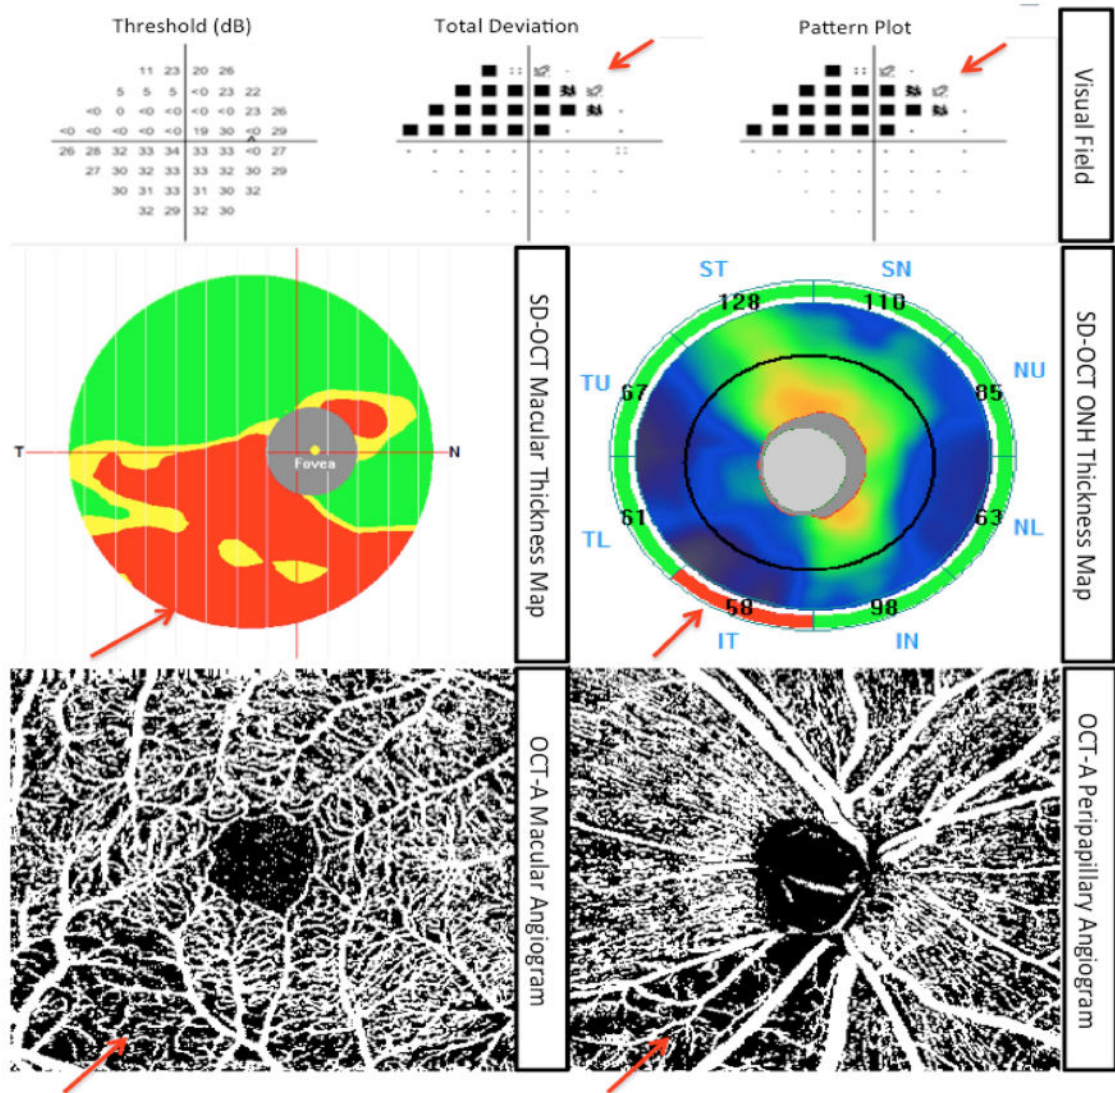 Threshold (dB)
Total Deviation
Pattern Plot
Visual Field
11 23 20 26
5 5 5 <0 23 22
<0 0 <0 <0 <0 <0 23 26
<0 <0 <0 <0 <0 19 30 <0 29
26 28 32 33 34 33 33 <0 27
27 30 32 33 33 32 30 29
30 31 33 31 30 32
32 29 32 30
T
Fovea
N
SD-OCT Macular Thickness Map
ST
SN
128
110
TU
NU
67
85
61
63
TL
NL
58
98
IT
IN
SD-OCT ONH Thickness Map
OCT-A Macular Angiogram
OCT-A Peripapillary Angiogram